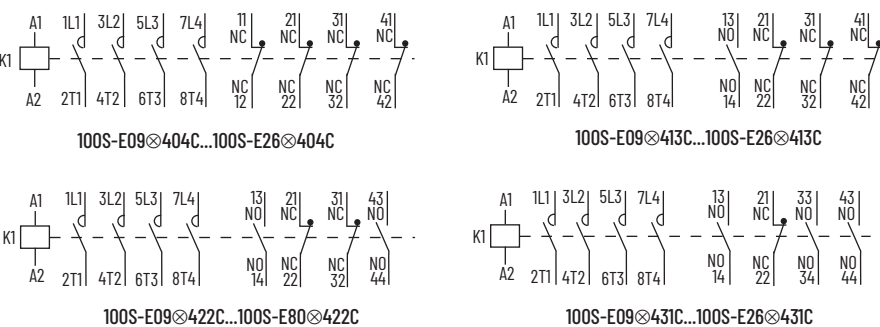 A1 1L1 3L2 5L3 7L4 11 21 31 41
NC NC NC NC
K1
NC NC NC NC
A2 2T1 4T2 6T3 8T4 12 22 32 42
100S-E09⊗404C...100S-E26⊗404C
A1 1L1 3L2 5L3 7L4 13 21 31 41
NO NC NC NC
K1
NO NC NC NC
A2 2T1 4T2 6T3 8T4 14 22 32 42
100S-E09⊗413C...100S-E26⊗413C
A1 1L1 3L2 5L3 7L4 13 21 31 43
NO NC NC NO
K1
NO NC NC NO
A2 2T1 4T2 6T3 8T4 14 22 32 44
100S-E09⊗422C...100S-E80⊗422C
A1 1L1 3L2 5L3 7L4 13 21 33 43
NO NC NO NO
K1
NO NC NO NO
A2 2T1 4T2 6T3 8T4 14 22 34 44
100S-E09⊗431C...100S-E26⊗431C